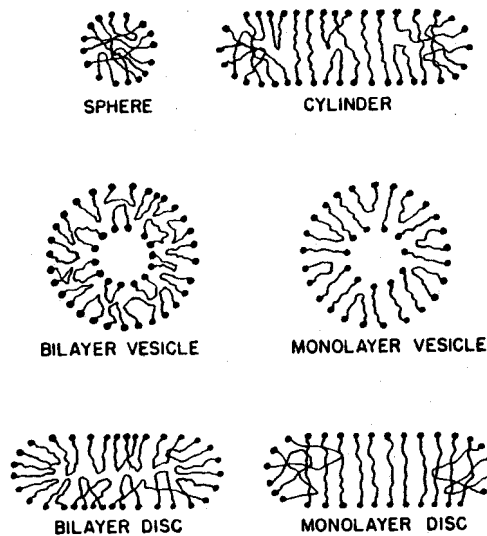 SPHERE
CYLINDER
BILAYER VESICLE
MONOLAYER VESICLE
BILAYER DISC
MONOLAYER DISC